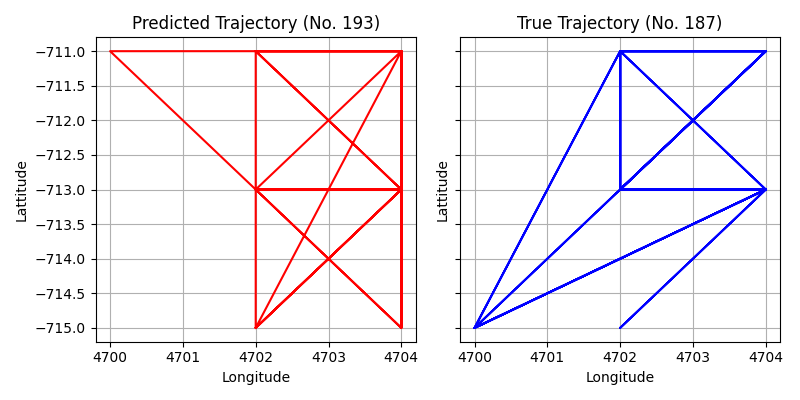 Predicted Trajectory (No. 193)
True Trajectory (No. 187)
−711.0
−711.5
−712.0
−712.5
−713.0
−713.5
−714.0
−714.5
−715.0
Lattitude
Lattitude
4700 4701 4702 4703 4704
4700 4701 4702 4703 4704
Longitude
Longitude